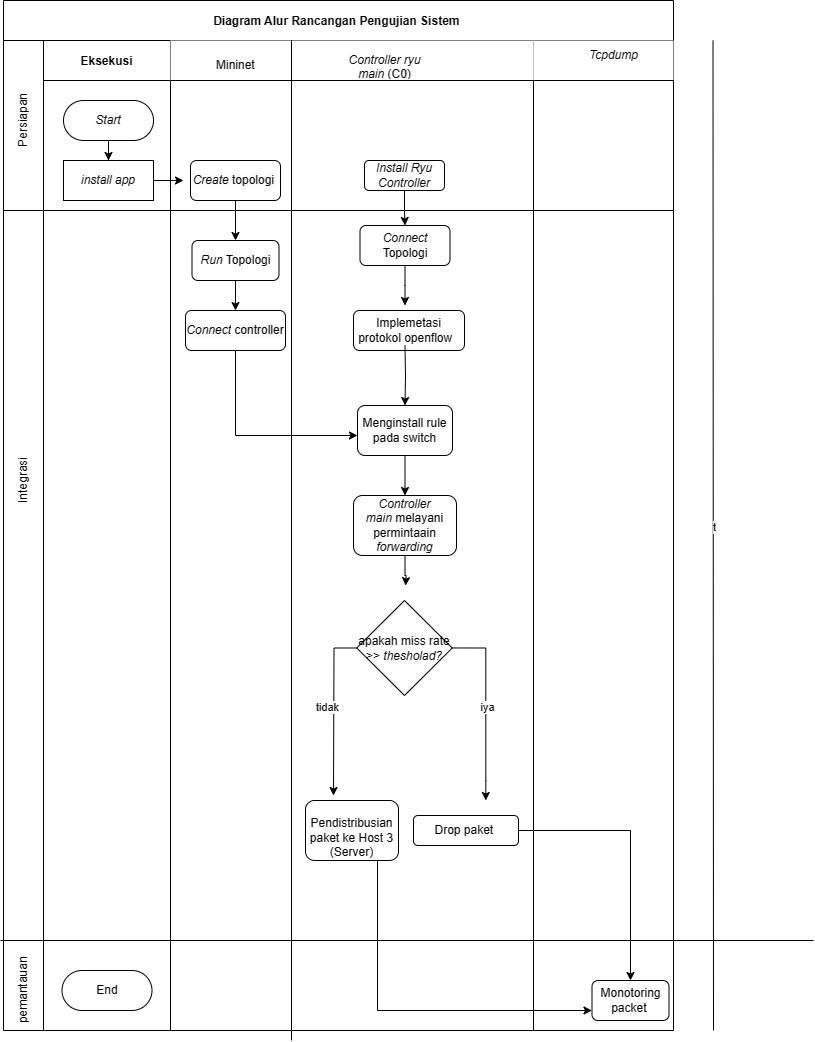 Diagram Alur Rancangan Pengujian Sistem
Eksekusi
Mininet
Controller ryu
main (C0)
Tcpdump
Persiapan
Start
install app
Create topologi
Install Ryu
Controller
Integrasi
Run Topologi
Connect
Topologi
Connect controller
Implemetasi
protokol openflow
Menginstall rule
pada switch
Controller
main melayani
permintaain
forwarding
t
apakah miss rate
>> thesholad?
tidak
iya
Pendistribusian
paket ke Host 3
(Server)
Drop paket
pemantauan
End
Monotoring
packet